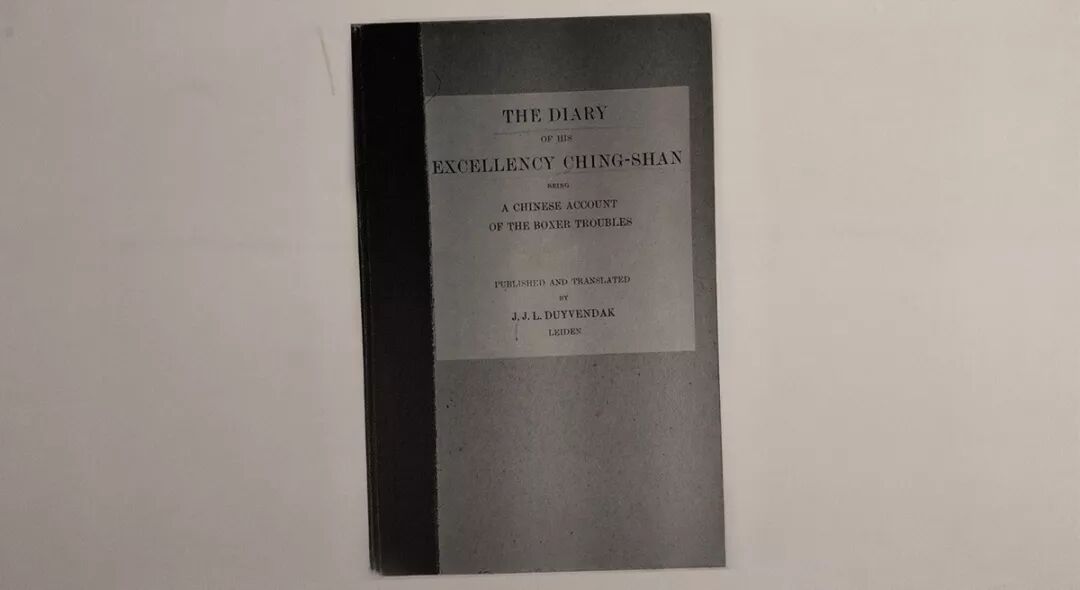 THE DIARY
OF HIS
EXCELLENCY CHING-SHAN
BEING
A CHINESE ACCOUNT
OF THE BOXER TROUBLES
PUBLISHED AND TRANSLATED
BY
J. J. L. DUYVENDAK
LEIDEN